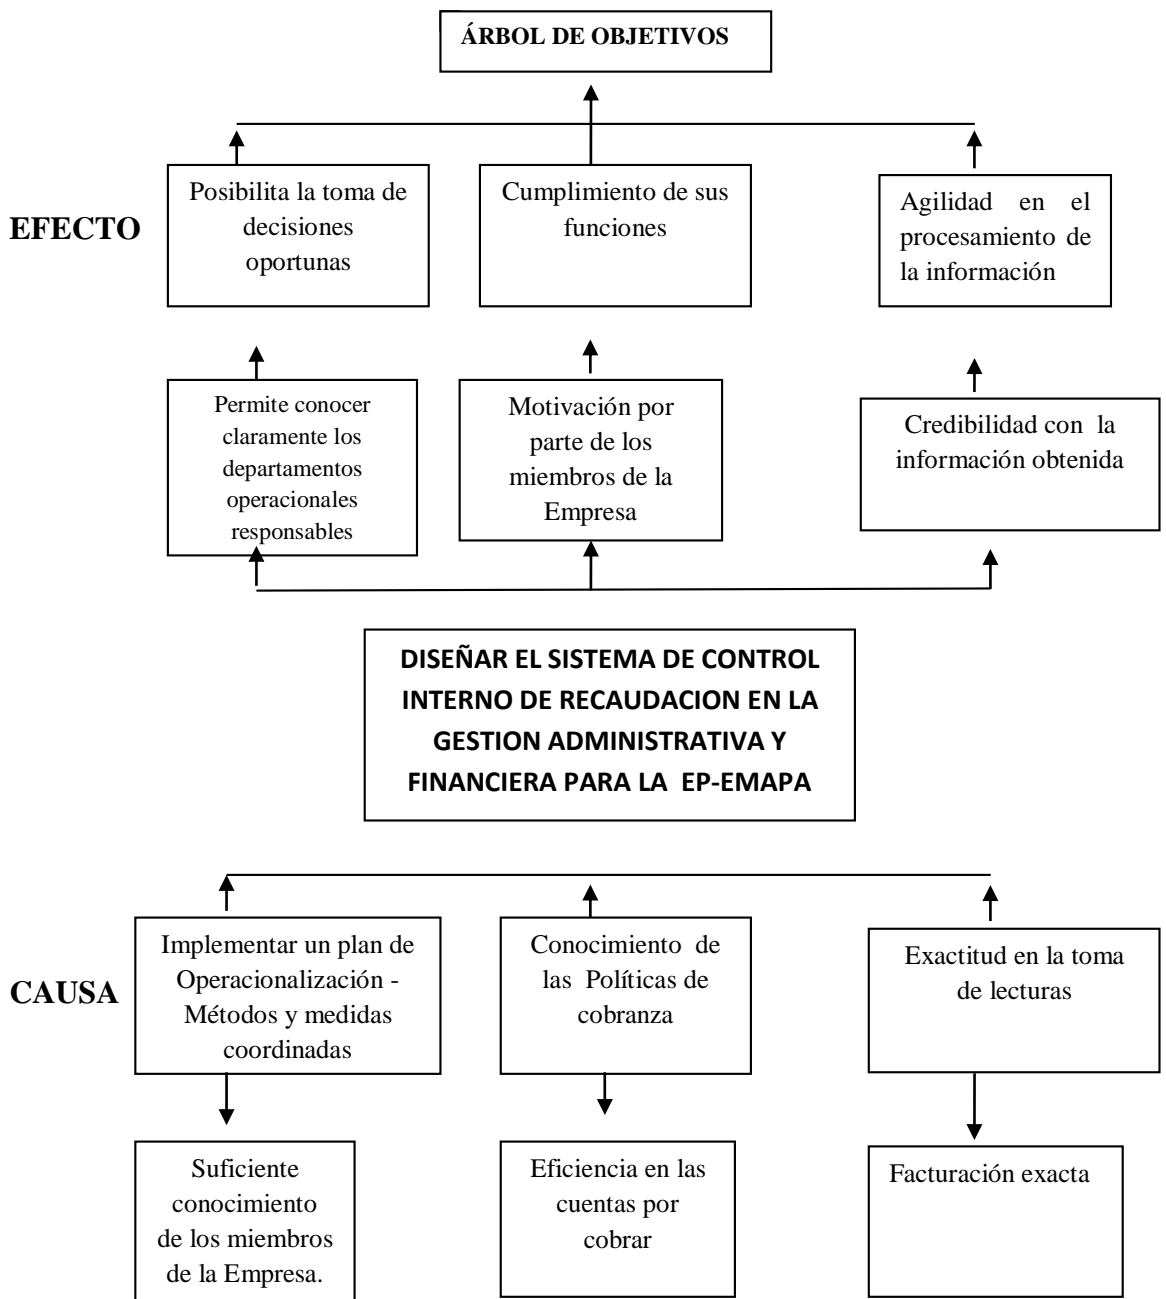 ÁRBOL DE OBJETIVOS
EFECTO
Posibilita la toma de
decisiones
oportunas
Cumplimiento de sus
funciones
Agilidad en el
procesamiento de
la información
Permite conocer
claramente los
departamentos
operacionales
responsables
Motivación por
parte de los
miembros de la
Empresa
Credibilidad con la
información obtenida
DISEÑAR EL SISTEMA DE CONTROL
INTERNO DE RECAUDACION EN LA
GESTION ADMINISTRATIVA Y
FINANCIERA PARA LA EP-EMAPA
CAUSA
Implementar un plan de
Operacionalización -
Métodos y medidas
coordinadas
Conocimiento de
las Políticas de
cobranza
Exactitud en la toma
de lecturas
Suficiente
conocimiento
de los miembros
de la Empresa.
Eficiencia en las
cuentas por
cobrar
Facturación exacta